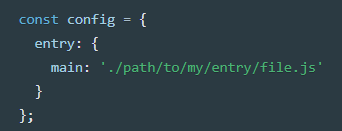 const config = {
  entry: {
    main: './path/to/my/entry/file.js'
  }
};